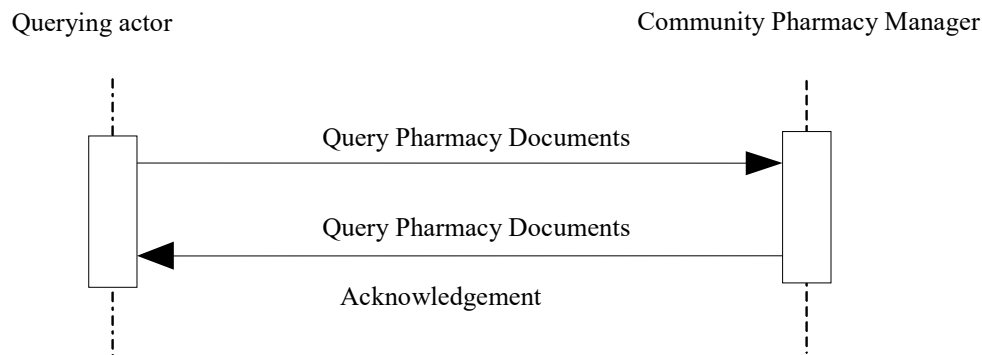 Querying actor
Community Pharmacy Manager
Query Pharmacy Documents
Query Pharmacy Documents
Acknowledgement